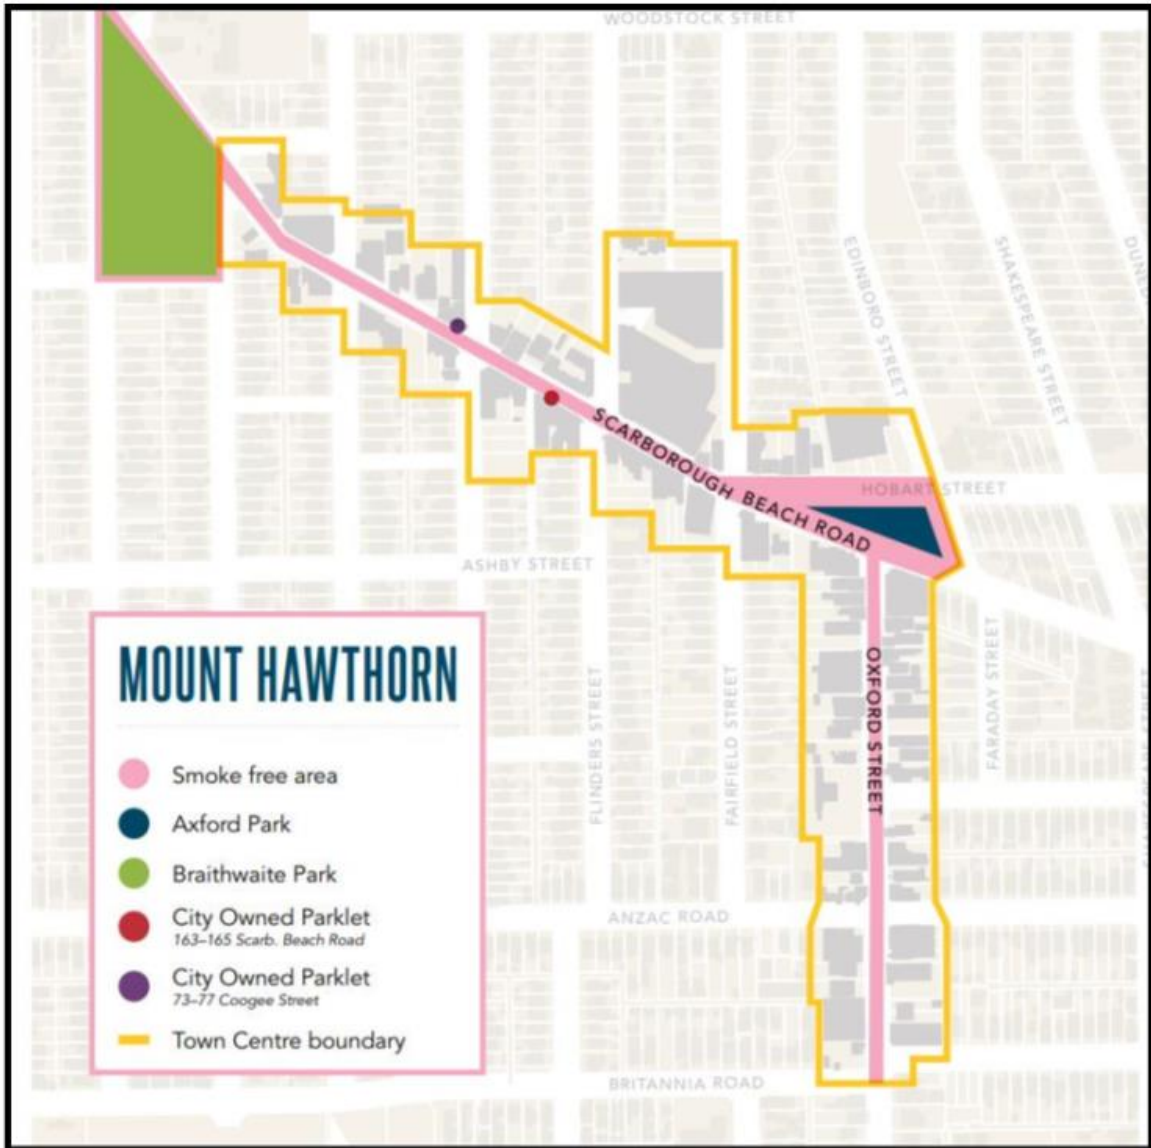 WOODSTOCK STREET
EDINBORO STREET
SHAKESPEARE STREET
SCARBOROUGH BEACH ROAD
HOBART STREET
ASHBY STREET
OXFORD STREET
FLINDERS STREET
FAIRFIELD STREET
FARADAY STREET
ANZAC ROAD
BRITANNIA ROAD
MOUNT HAWTHORN
Smoke free area
Axford Park
Braithwaite Park
City Owned Parklet
163–165 Scarb. Beach Road
City Owned Parklet
73–77 Coogee Street
Town Centre boundary